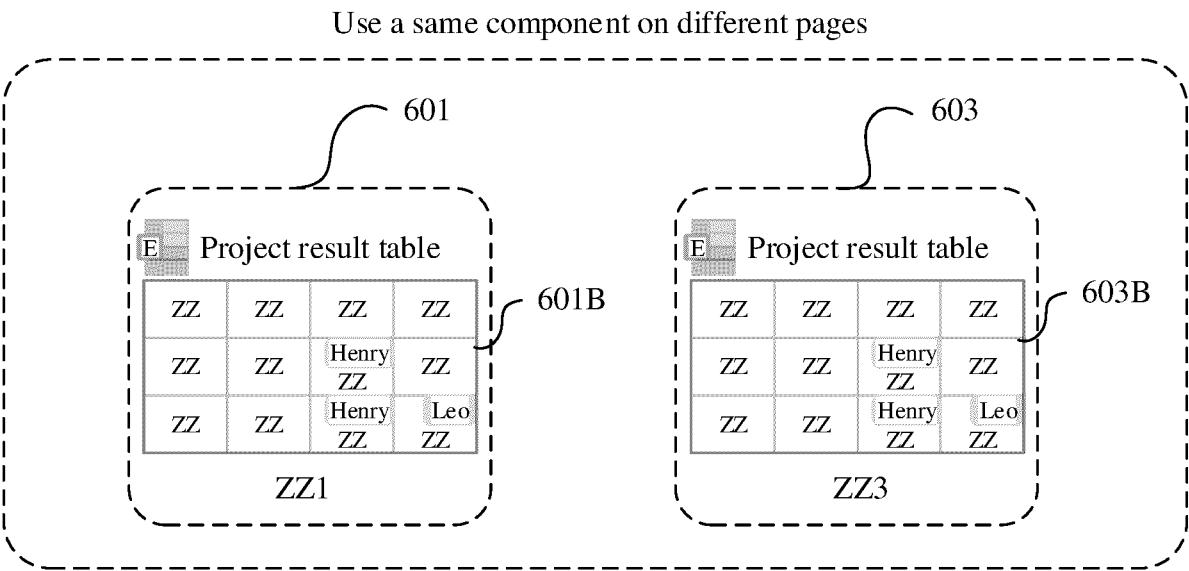 Use a same component on different pages
601
603
E Project result table
E Project result table
601B
603B
ZZ ZZ ZZ ZZ
ZZ ZZ ZZ ZZ
Henry
Henry
ZZ ZZ ZZ ZZ
ZZ ZZ ZZ ZZ
Henry Leo
Henry Leo
ZZ ZZ ZZ ZZ
ZZ ZZ ZZ ZZ
ZZ1
ZZ3